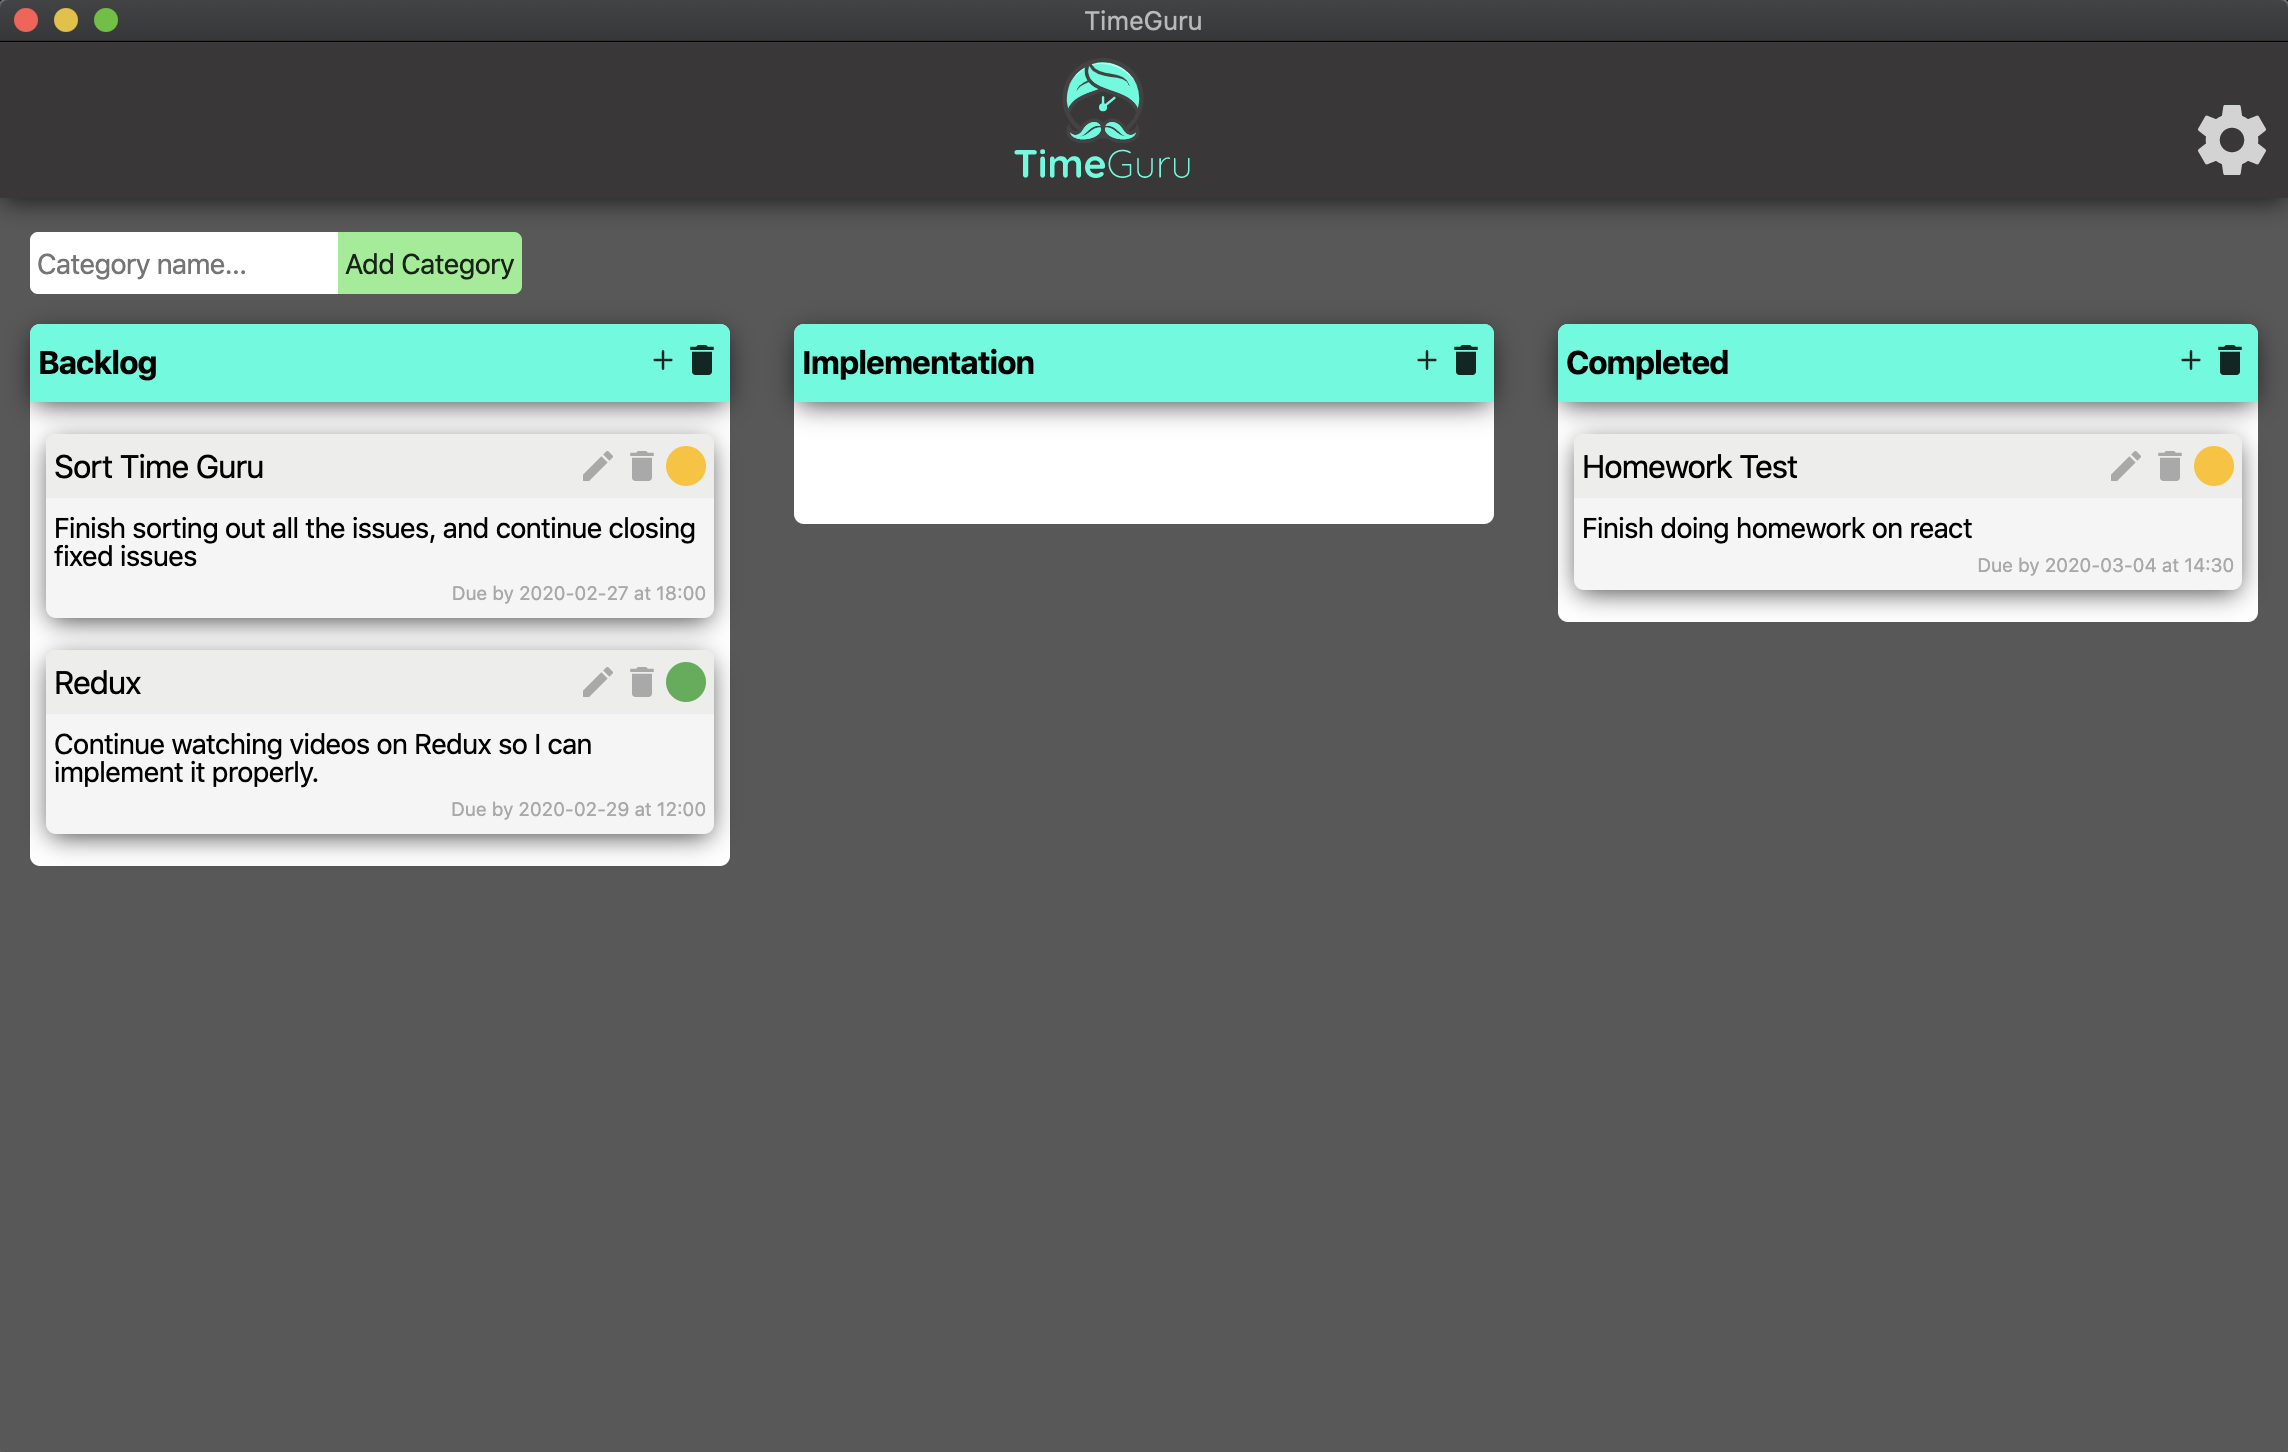 TimeGuru
TimeGuru
Category name...
Add Category
Backlog
Sort Time Guru
Finish sorting out all the issues, and continue closing
fixed issues
Due by 2020-02-27 at 18:00
Redux
Continue watching videos on Redux so I can
implement it properly.
Due by 2020-02-29 at 12:00
Implementation
Completed
Homework Test
Finish doing homework on react
Due by 2020-03-04 at 14:30